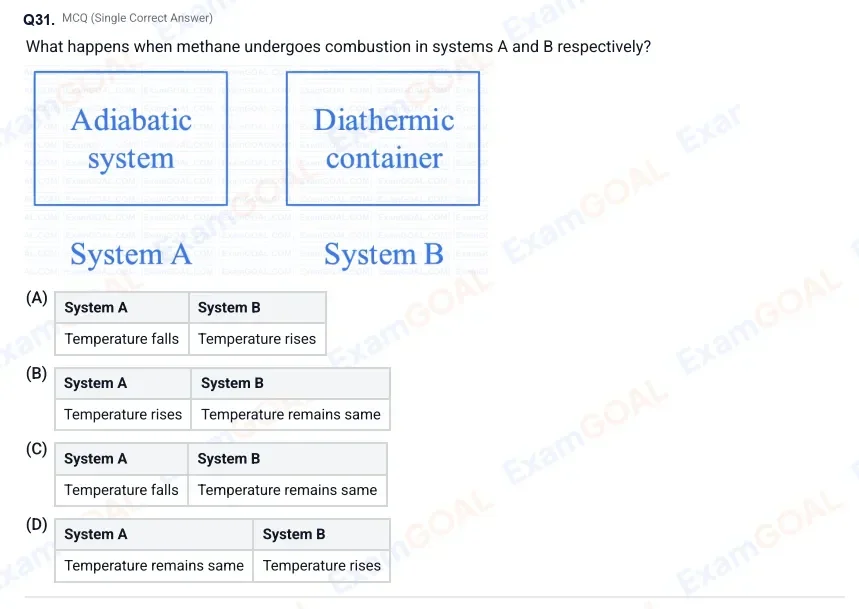 Q31. MCQ (Single Correct Answer)
What happens when methane undergoes combustion in systems A and B respectively?
Adiabatic system
Diathermic container
System A
System B
(A)
System A System B
Temperature falls Temperature rises
(B)
System A System B
Temperature rises Temperature remains same
(C)
System A System B
Temperature falls Temperature remains same
(D)
System A System B
Temperature remains same Temperature rises
ExamGOAL